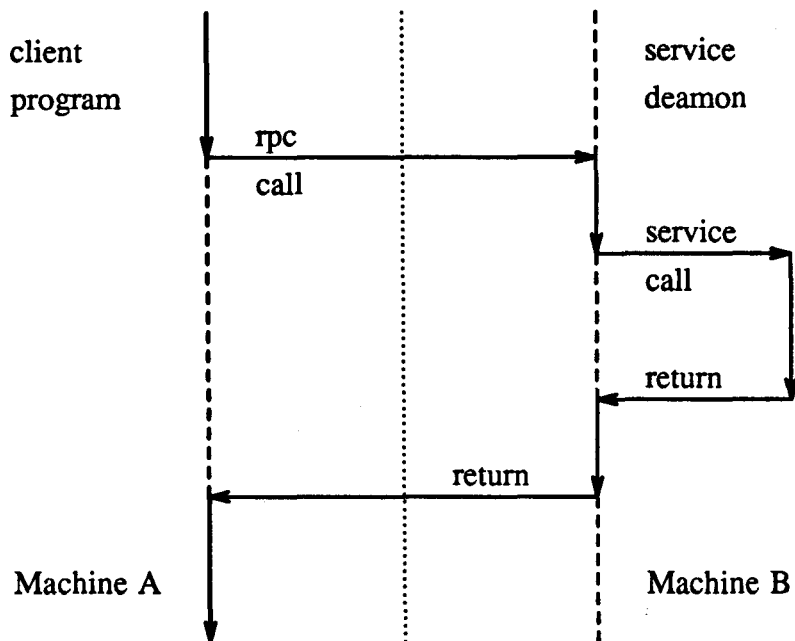 client
program
service
deamon
rpc
call
service
call
return
return
Machine A
Machine B